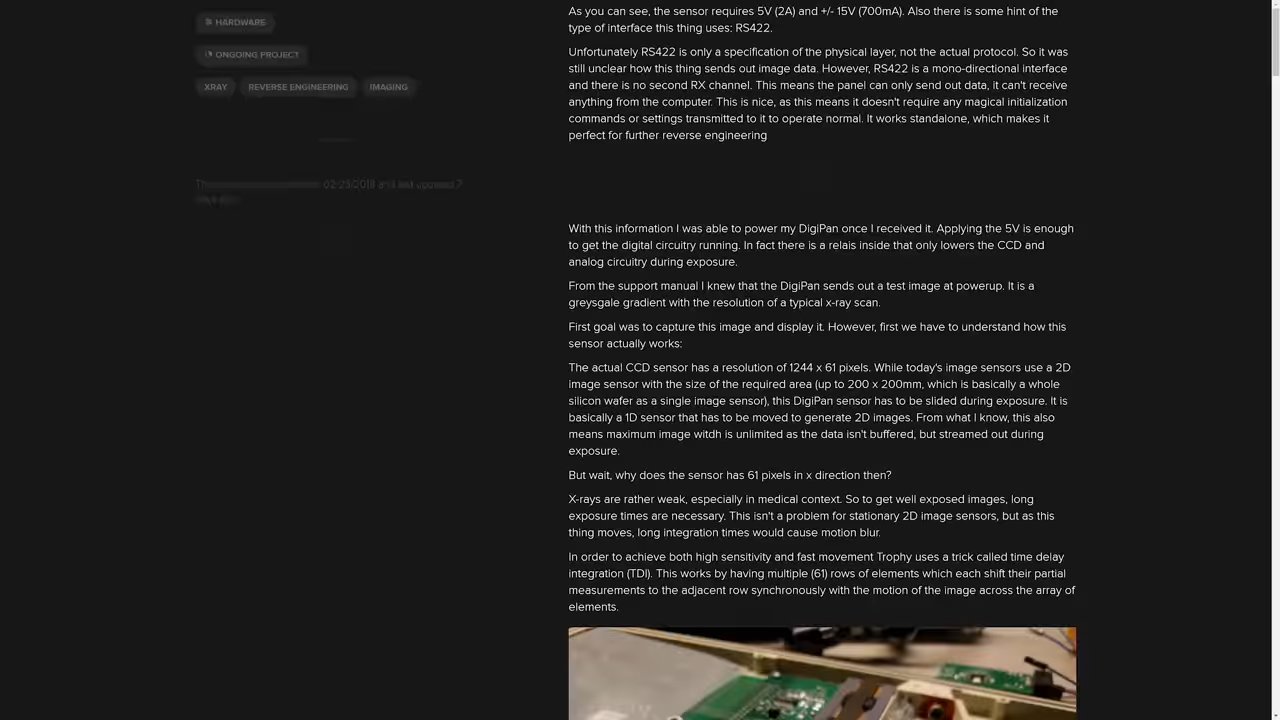 HARDWARE
ONGOING PROJECT
XRAY
REVERSE ENGINEERING
IMAGING
02-23/2018 and last updated 7
As you can see, the sensor requires 5V (2A) and +/- 15V (700mA). Also there is some hint of the
type of interface this thing uses: RS422.
Unfortunately RS422 is only a specification of the physical layer, not the actual protocol. So it was
still unclear how this thing sends out image data. However, RS422 is a mono-directional interface
and there is no second RX channel. This means the panel can only send out data, it can't receive
anything from the computer. This is nice, as this means it doesn't require any magical initialization
commands or settings transmitted to it to operate normal. It works standalone, which makes it
perfect for further reverse engineering
With this information I was able to power my DigiPan once I received it. Applying the 5V is enough
to get the digital circuitry running. In fact there is a relais inside that only lowers the CCD and
analog circuitry during exposure.
From the support manual I knew that the DigiPan sends out a test image at powerup. It is a
greysgale gradient with the resolution of a typical x-ray scan.
First goal was to capture this image and display it. However, first we have to understand how this
sensor actually works:
The actual CCD sensor has a resolution of 1244 x 61 pixels. While today's image sensors use a 2D
image sensor with the size of the required area (up to 200 x 200mm, which is basically a whole
silicon wafer as a single image sensor), this DigiPan sensor has to be slided during exposure. It is
basically a 1D sensor that has to be moved to generate 2D images. From what I know, this also
means maximum image witdh is unlimited as the data isn't buffered, but streamed out during
exposure.
But wait, why does the sensor has 61 pixels in x direction then?
X-rays are rather weak, especially in medical context. So to get well exposed images, long
exposure times are necessary. This isn't a problem for stationary 2D image sensors, but as this
thing moves, long integration times would cause motion blur.
In order to achieve both high sensitivity and fast movement Trophy uses a trick called time delay
integration (TDI). This works by having multiple (61) rows of elements which each shift their partial
measurements to the adjacent row synchronously with the motion of the image across the array of
elements.